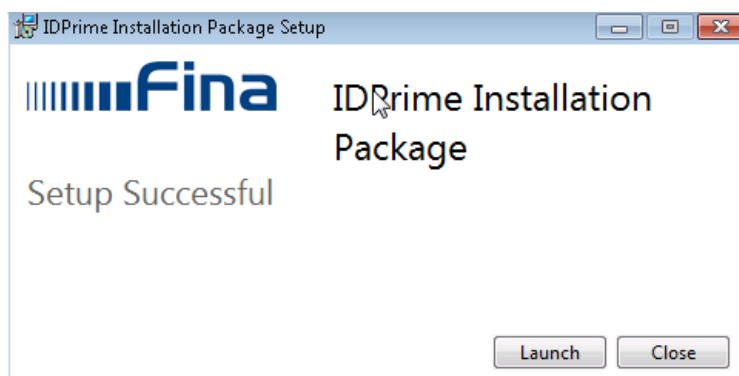 IDPrime Installation Package Setup
Fina
IDPrime Installation
Package
Setup Successful
Launch
Close